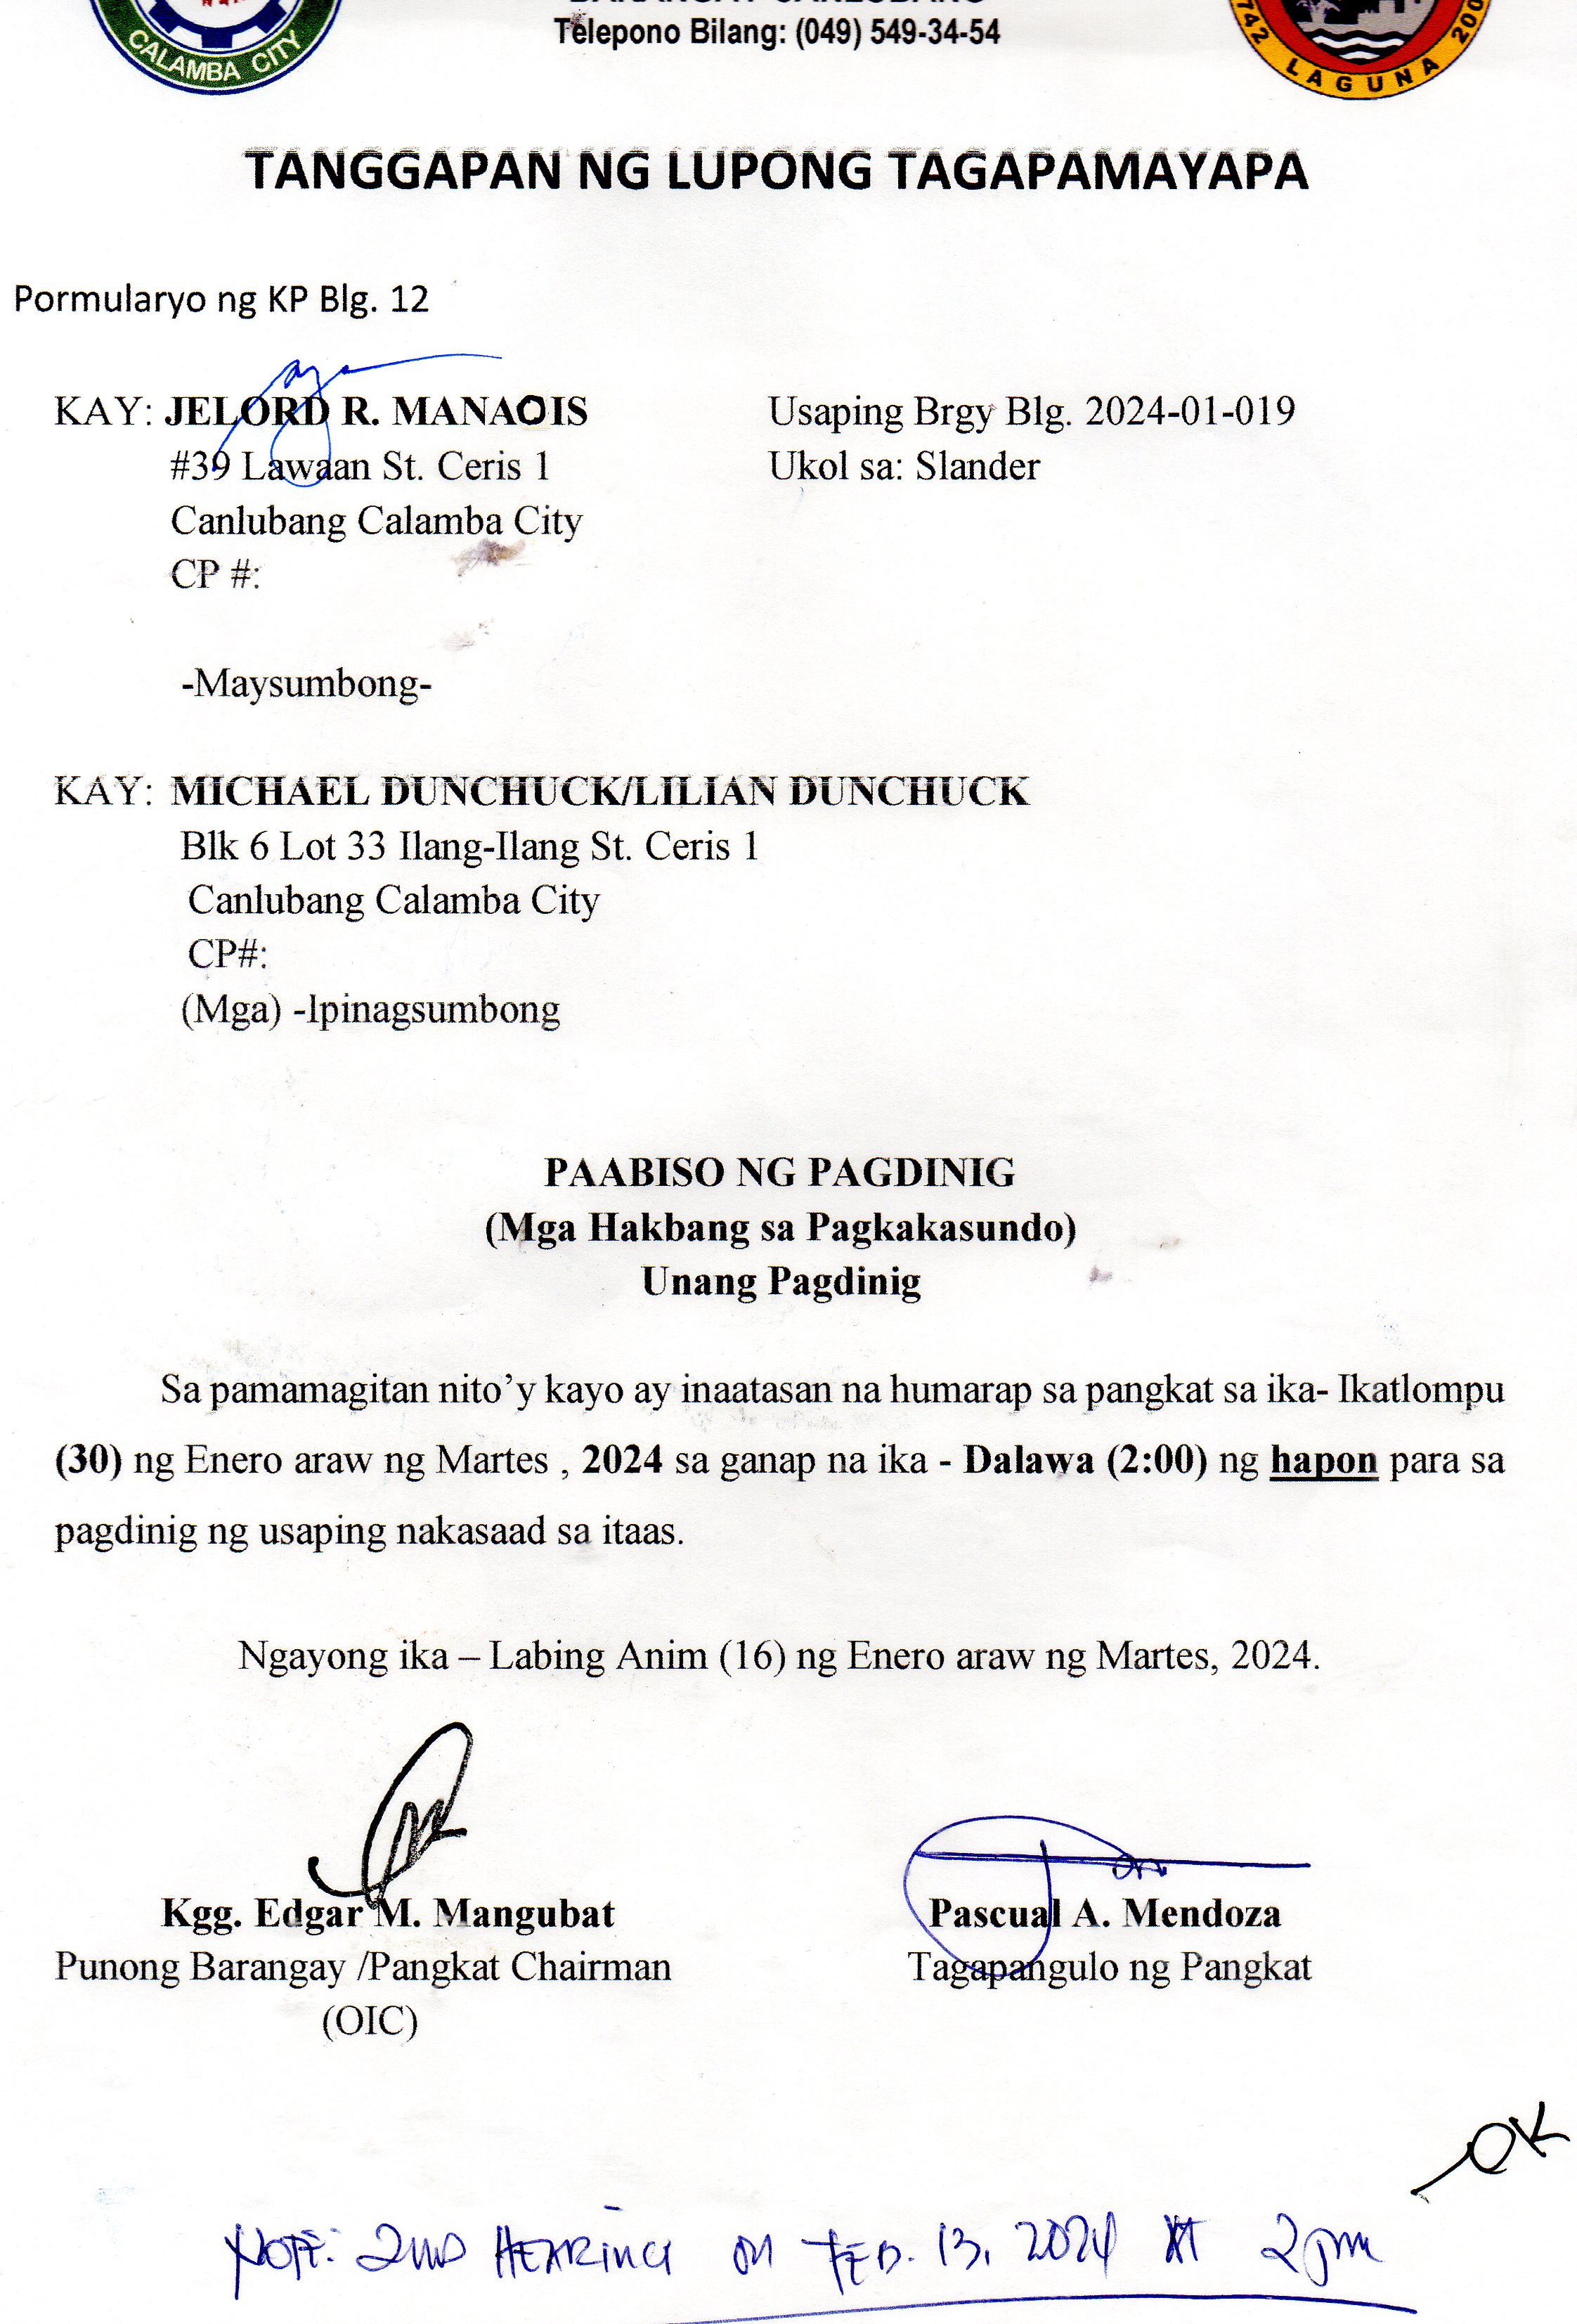 CALAMBA CITY
BARANGAY CANLUBANG
Telepono Bilang: (049) 549-34-54
1742 LAGUNA 200
TANGGAPAN NG LUPONG TAGAPAMAYAPA
Pormularyo ng KP Blg. 12
KAY: JELORD R. MANAOIS
Usaping Brgy Blg. 2024-01-019
#39 Lawaan St. Ceris 1
Ukol sa: Slander
Canlubang Calamba City
CP #:
-Maysumbong-
KAY: MICHAEL DUNCHUCK/LILIAN DUNCHUCK
Blk 6 Lot 33 Ilang-Ilang St. Ceris 1
Canlubang Calamba City
CP#:
(Mga) -Ipinagsumbong
PAABISO NG PAGDINIG
(Mga Hakbang sa Pagkakasundo)
Unang Pagdinig
Sa pamamagitan nito'y kayo ay inaatasan na humarap sa pangkat sa ika- Ikatlompu
(30) ng Enero araw ng Martes , 2024 sa ganap na ika - Dalawa (2:00) ng hapon para sa
pagdinig ng usaping nakasaad sa itaas.
Ngayong ika – Labing Anim (16) ng Enero araw ng Martes, 2024.
Kgg. Edgar M. Mangubat
Pascual A. Mendoza
Punong Barangay /Pangkat Chairman
Tagapangulo ng Pangkat
(OIC)
OK
NOTE: 2ND HEARING ON FEB. 13, 2024 AT 2pm